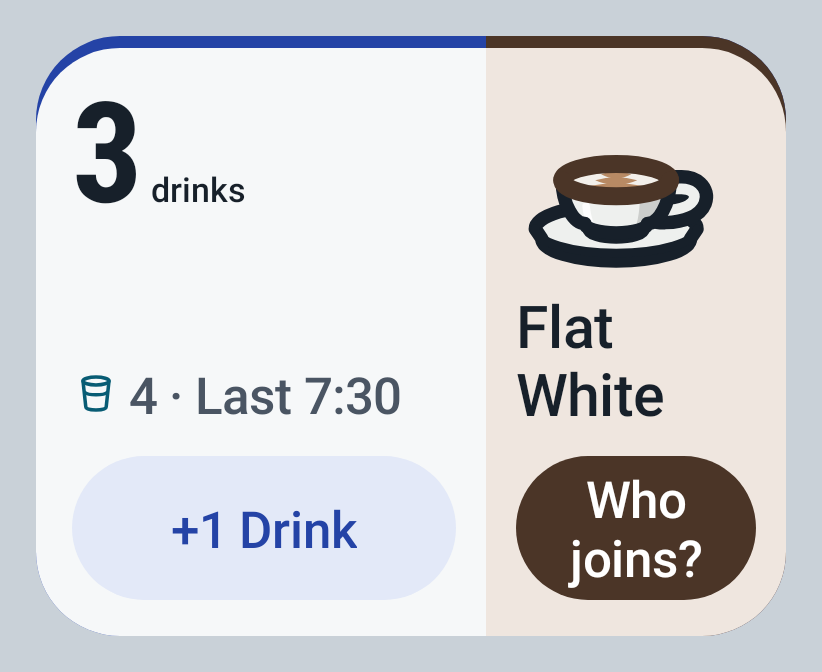 3 drinks
4 · Last 7:30
+1 Drink
Flat
White
Who
joins?